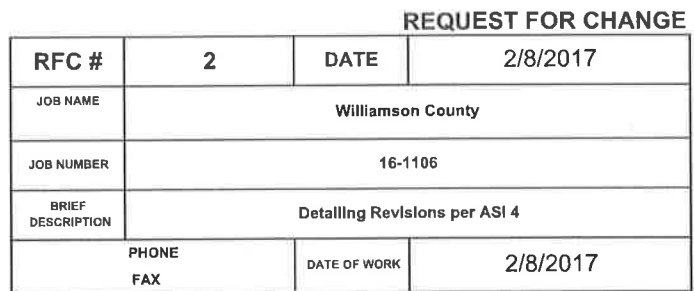 REQUEST FOR CHANGE
RFC # 2 DATE 2/8/2017
JOB NAME Williamson County
JOB NUMBER 16-1106
BRIEF
DESCRIPTION Detailing Revisions per ASI 4
PHONE
FAX
DATE OF WORK 2/8/2017